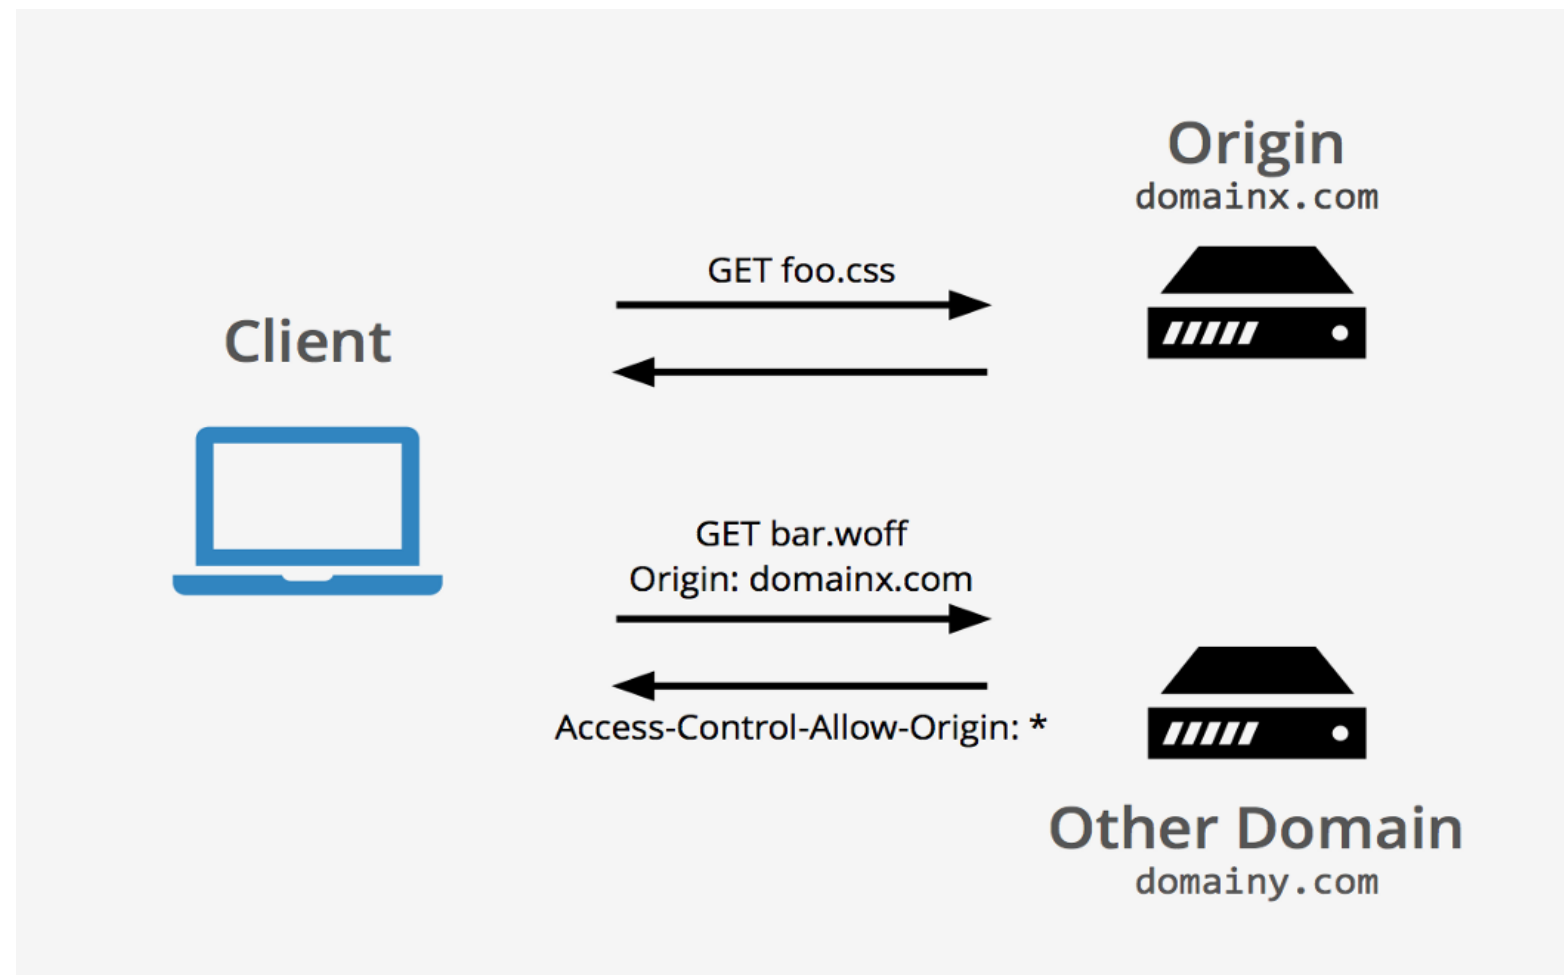 Origin
domainx.com
GET foo.css
Client
GET bar.woff
Origin: domainx.com
Access-Control-Allow-Origin: *
Other Domain
domainy.com